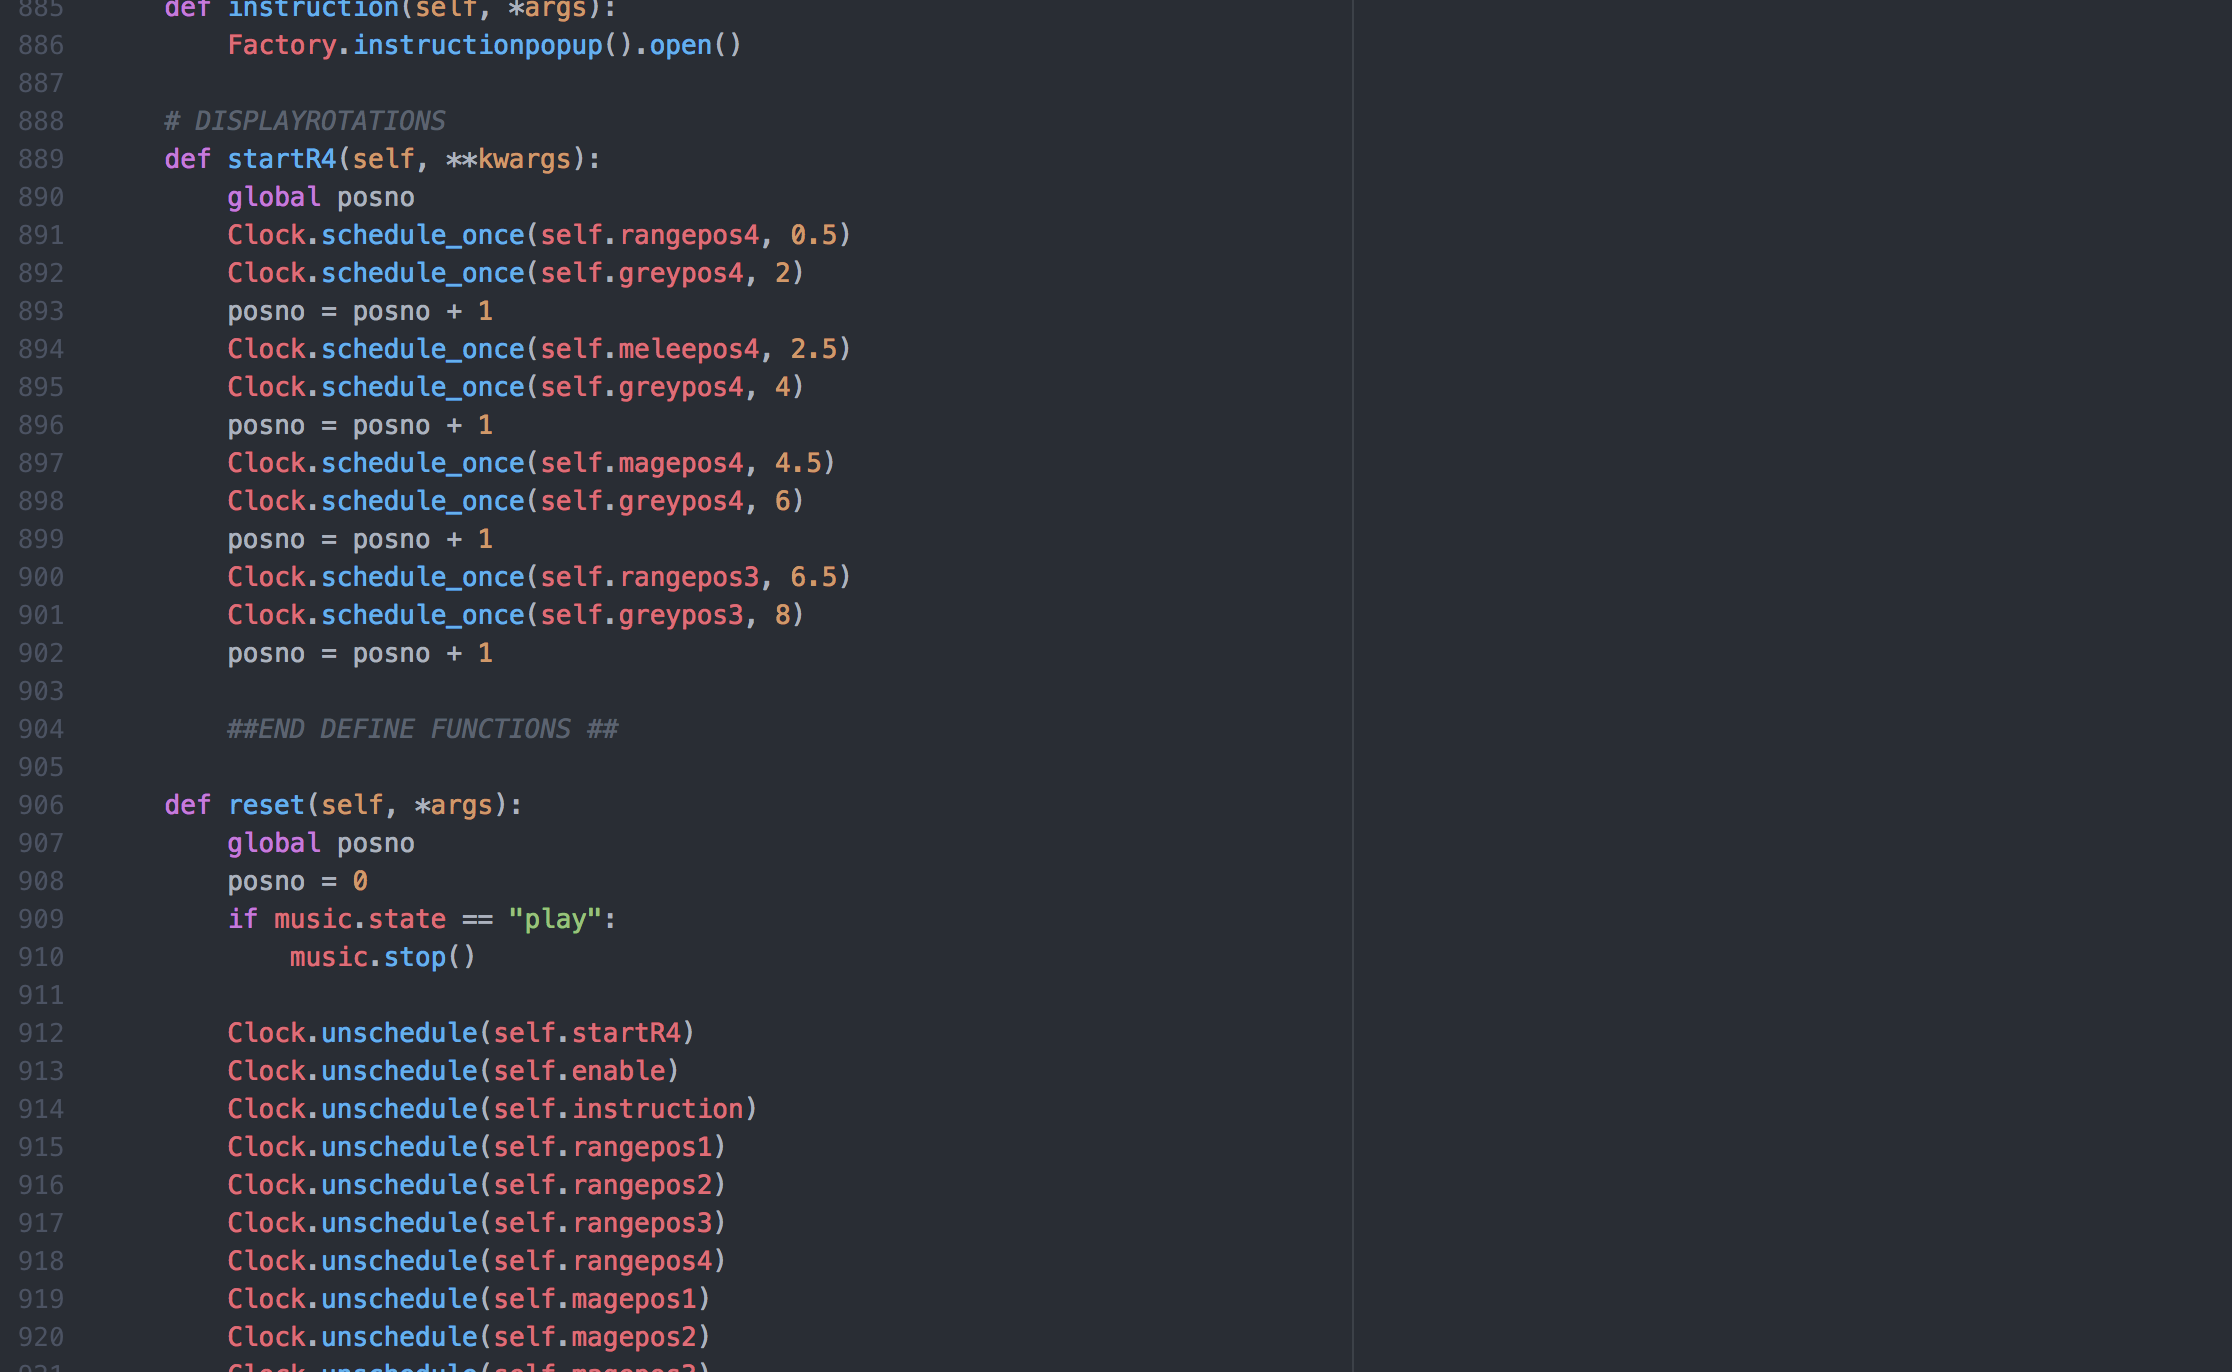 885 def instruction(self, *args):
886 Factory.instructionpopup().open()
887
888 # DISPLAYROTATIONS
889 def startR4(self, **kwargs):
890 global posno
891 Clock.schedule_once(self.rangepos4, 0.5)
892 Clock.schedule_once(self.greypos4, 2)
893 posno = posno + 1
894 Clock.schedule_once(self.meleepos4, 2.5)
895 Clock.schedule_once(self.greypos4, 4)
896 posno = posno + 1
897 Clock.schedule_once(self.magepos4, 4.5)
898 Clock.schedule_once(self.greypos4, 6)
899 posno = posno + 1
900 Clock.schedule_once(self.rangepos3, 6.5)
901 Clock.schedule_once(self.greypos3, 8)
902 posno = posno + 1
903
904 ##END DEFINE FUNCTIONS ##
905
906 def reset(self, *args):
907 global posno
908 posno = 0
909 if music.state == "play":
910 music.stop()
911
912 Clock.unschedule(self.startR4)
913 Clock.unschedule(self.enable)
914 Clock.unschedule(self.instruction)
915 Clock.unschedule(self.rangepos1)
916 Clock.unschedule(self.rangepos2)
917 Clock.unschedule(self.rangepos3)
918 Clock.unschedule(self.rangepos4)
919 Clock.unschedule(self.magepos1)
920 Clock.unschedule(self.magepos2)
921 Clock.unschedule(self.magepos3)